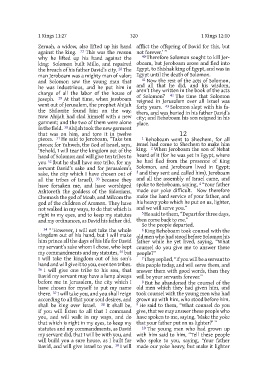 1 Kings 11:27 320 1 Kings 12:10
Zeruah, a widow, also lifted up his hand
against the king. 27 This was the reason
why he lifted up his hand against the
king: Solomon built Millo, and repaired
the breach of his father David's city. 28 The
man Jeroboam was a mighty man of valor;
and Solomon saw the young man that
he was industrious, and he put him in
charge of all the labor of the house of
Joseph. 29 At that time, when Jeroboam
went out of Jerusalem, the prophet Ahijah
the Shilonite found him on the way;
now Ahijah had clad himself with a new
garment; and the two of them were alone
in the field. 30 Ahijah took the new garment
that was on him, and tore it in twelve
pieces. 31 He said to Jeroboam, "Take ten
pieces; for Yahweh, the God of Israel, says,
'Behold, I will tear the kingdom out of the
hand of Solomon and will give ten tribes to
you 32 (but he shall have one tribe, for my
servant David's sake and for Jerusalem's
sake, the city which I have chosen out of
all the tribes of Israel), 33 because they
have forsaken me, and have worshiped
Ashtoreth the goddess of the Sidonians,
Chemosh the god of Moab, and Milcom the
god of the children of Ammon. They have
not walked in my ways, to do that which is
right in my eyes, and to keep my statutes
and my ordinances, as David his father did.
34 "'However, I will not take the whole
kingdom out of his hand, but I will make
him prince all the days of his life for David
my servant's sake whom I chose, who kept
my commandments and my statutes, 35 but
I will take the kingdom out of his son's
hand and will give it to you, even ten tribes.
36 I will give one tribe to his son, that
David my servant may have a lamp always
before me in Jerusalem, the city which I
have chosen for myself to put my name
there. 37 I will take you, and you shall reign
according to all that your soul desires, and
shall be king over Israel. 38 It shall be,
if you will listen to all that I command
you, and will walk in my ways, and do
that which is right in my eyes, to keep my
statutes and my commandments, as David
my servant did, that I will be with you, and
will build you a sure house, as I built for
David, and will give Israel to you. 39 I will
afflict the offspring of David for this, but
not forever.'"
40 Therefore Solomon sought to kill Jeroboam,
but Jeroboam arose and fled into
Egypt, to Shishak king of Egypt, and was in
Egypt until the death of Solomon.
41 Now the rest of the acts of Solomon,
and all that he did, and his wisdom,
aren't they written in the book of the acts
of Solomon? 42 The time that Solomon
reigned in Jerusalem over all Israel was
forty years. 43 Solomon slept with his fathers,
and was buried in his father David's
city; and Rehoboam his son reigned in his
place.
12
1 Rehoboam went to Shechem, for all
Israel had come to Shechem to make him
king. 2 When Jeroboam the son of Nebat
heard of it (for he was yet in Egypt, where
he had fled from the presence of king
Solomon, and Jeroboam lived in Egypt;
3 and they sent and called him), Jeroboam
and all the assembly of Israel came, and
spoke to Rehoboam, saying, 4 "Your father
made our yoke difficult. Now therefore
make the hard service of your father, and
his heavy yoke which he put on us, lighter,
and we will serve you."
5 He said to them, "Depart for three days,
then come back to me."
So the people departed.
6 King Rehoboam took counsel with the
old men who had stood before Solomon his
father while he yet lived, saying, "What
counsel do you give me to answer these
people?"
7 They replied, "If you will be a servant to
this people today, and will serve them, and
answer them with good words, then they
will be your servants forever."
8 But he abandoned the counsel of the
old men which they had given him, and
took counsel with the young men who had
grown up with him, who stood before him.
9 He said to them, "What counsel do you
give, that we may answer these people who
have spoken to me, saying, 'Make the yoke
that your father put on us lighter?'"
10 The young men who had grown up
with him said to him, "Tell these people
who spoke to you, saying, 'Your father
made our yoke heavy, but make it lighter